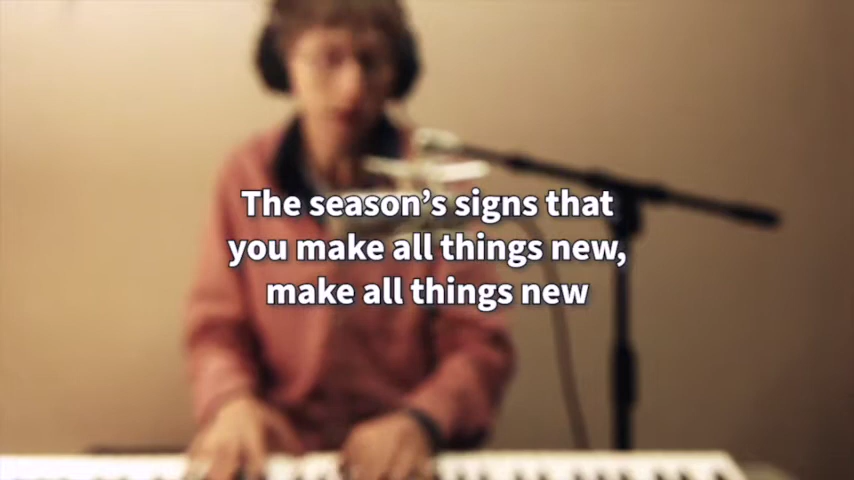 The season’s signs that
you make all things new,
make all things new